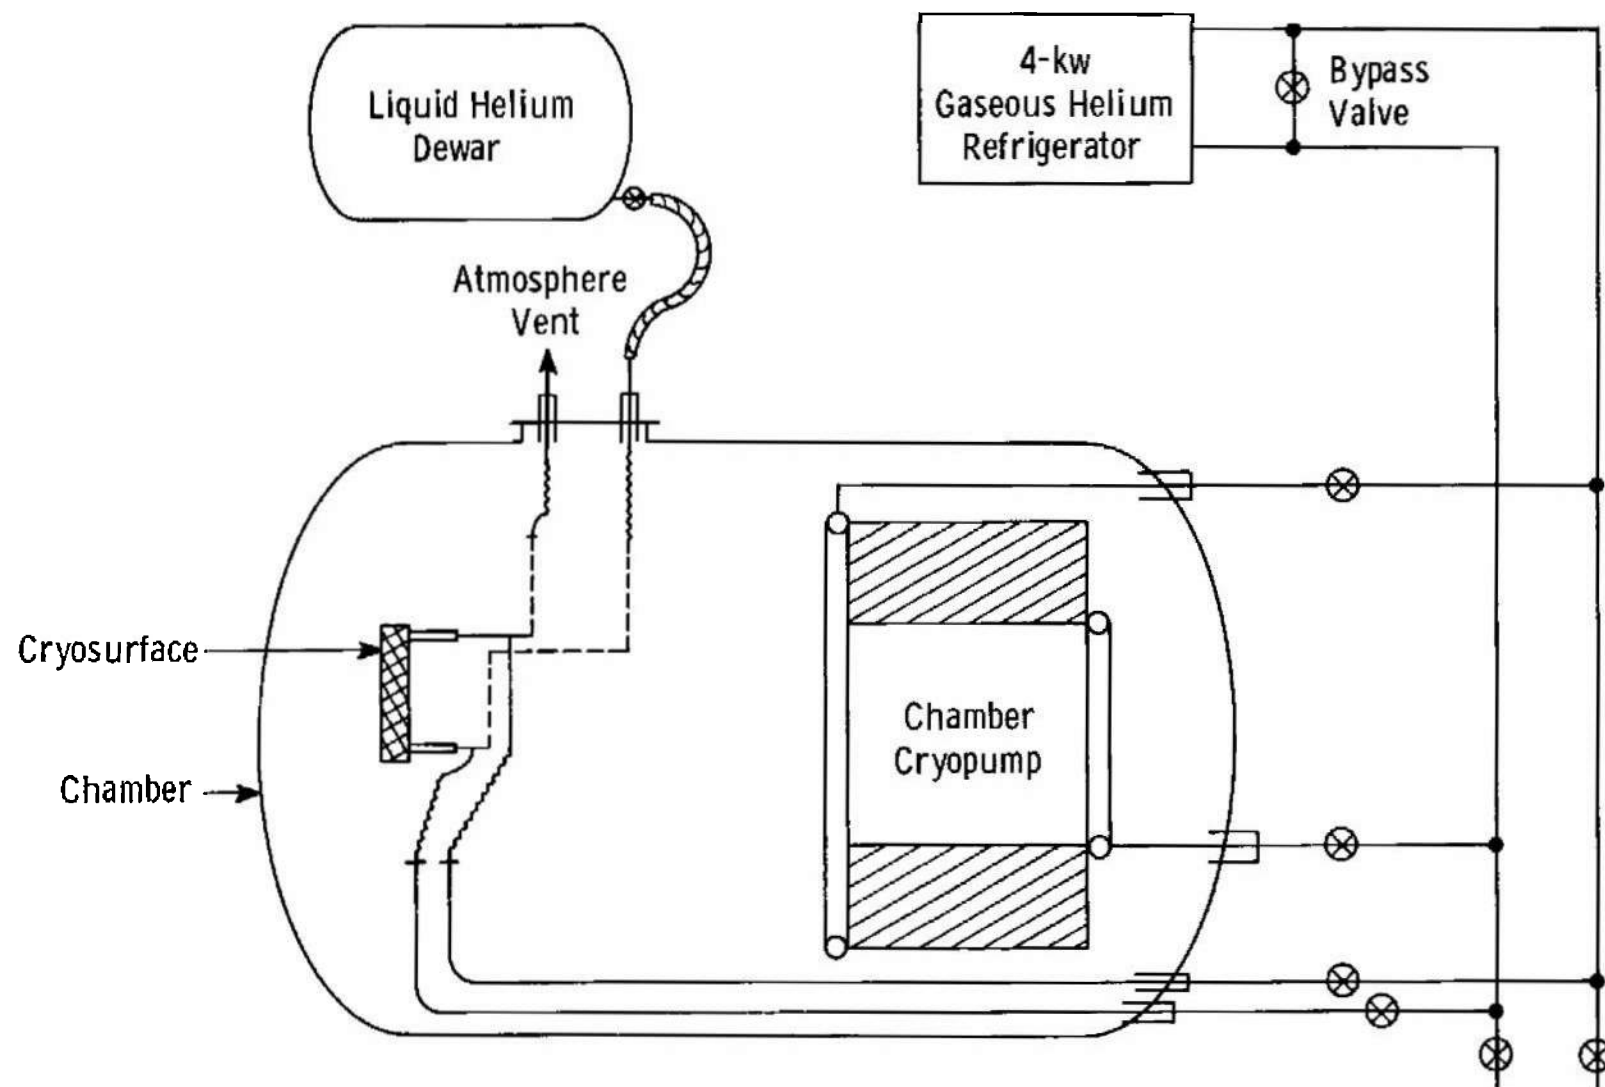 Liquid Helium
Dewar
4-kw
Gaseous Helium
Refrigerator
Bypass
Valve
Atmosphere
Vent
Cryosurface
Chamber
Chamber
Cryopump